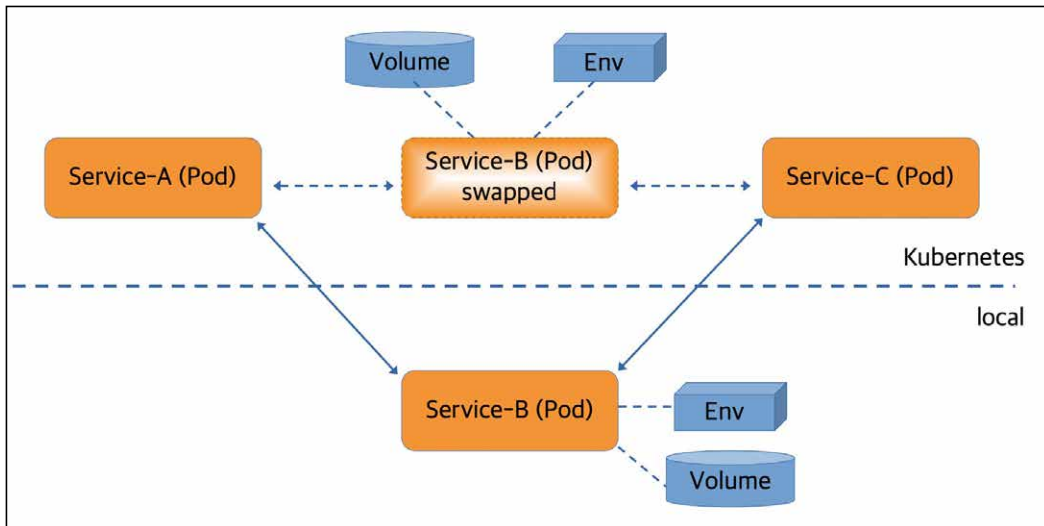 Volume
Env
Service-A (Pod)
Service-B (Pod)
swapped
Service-C (Pod)
Kubernetes
local
Service-B (Pod)
Env
Volume